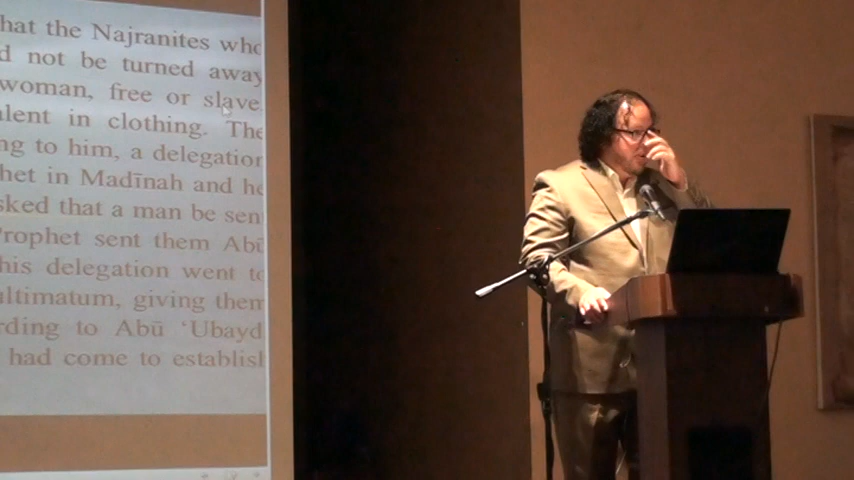 hat the Najranites who
d not be turned away
woman, free or slave
alent in clothing. The
ng to him, a delegation
het in Madīnah and he
sked that a man be sent
Prophet sent them Abū
his delegation went to
ultimatum, giving them
rding to Abū ‘Ubayd
had come to establish